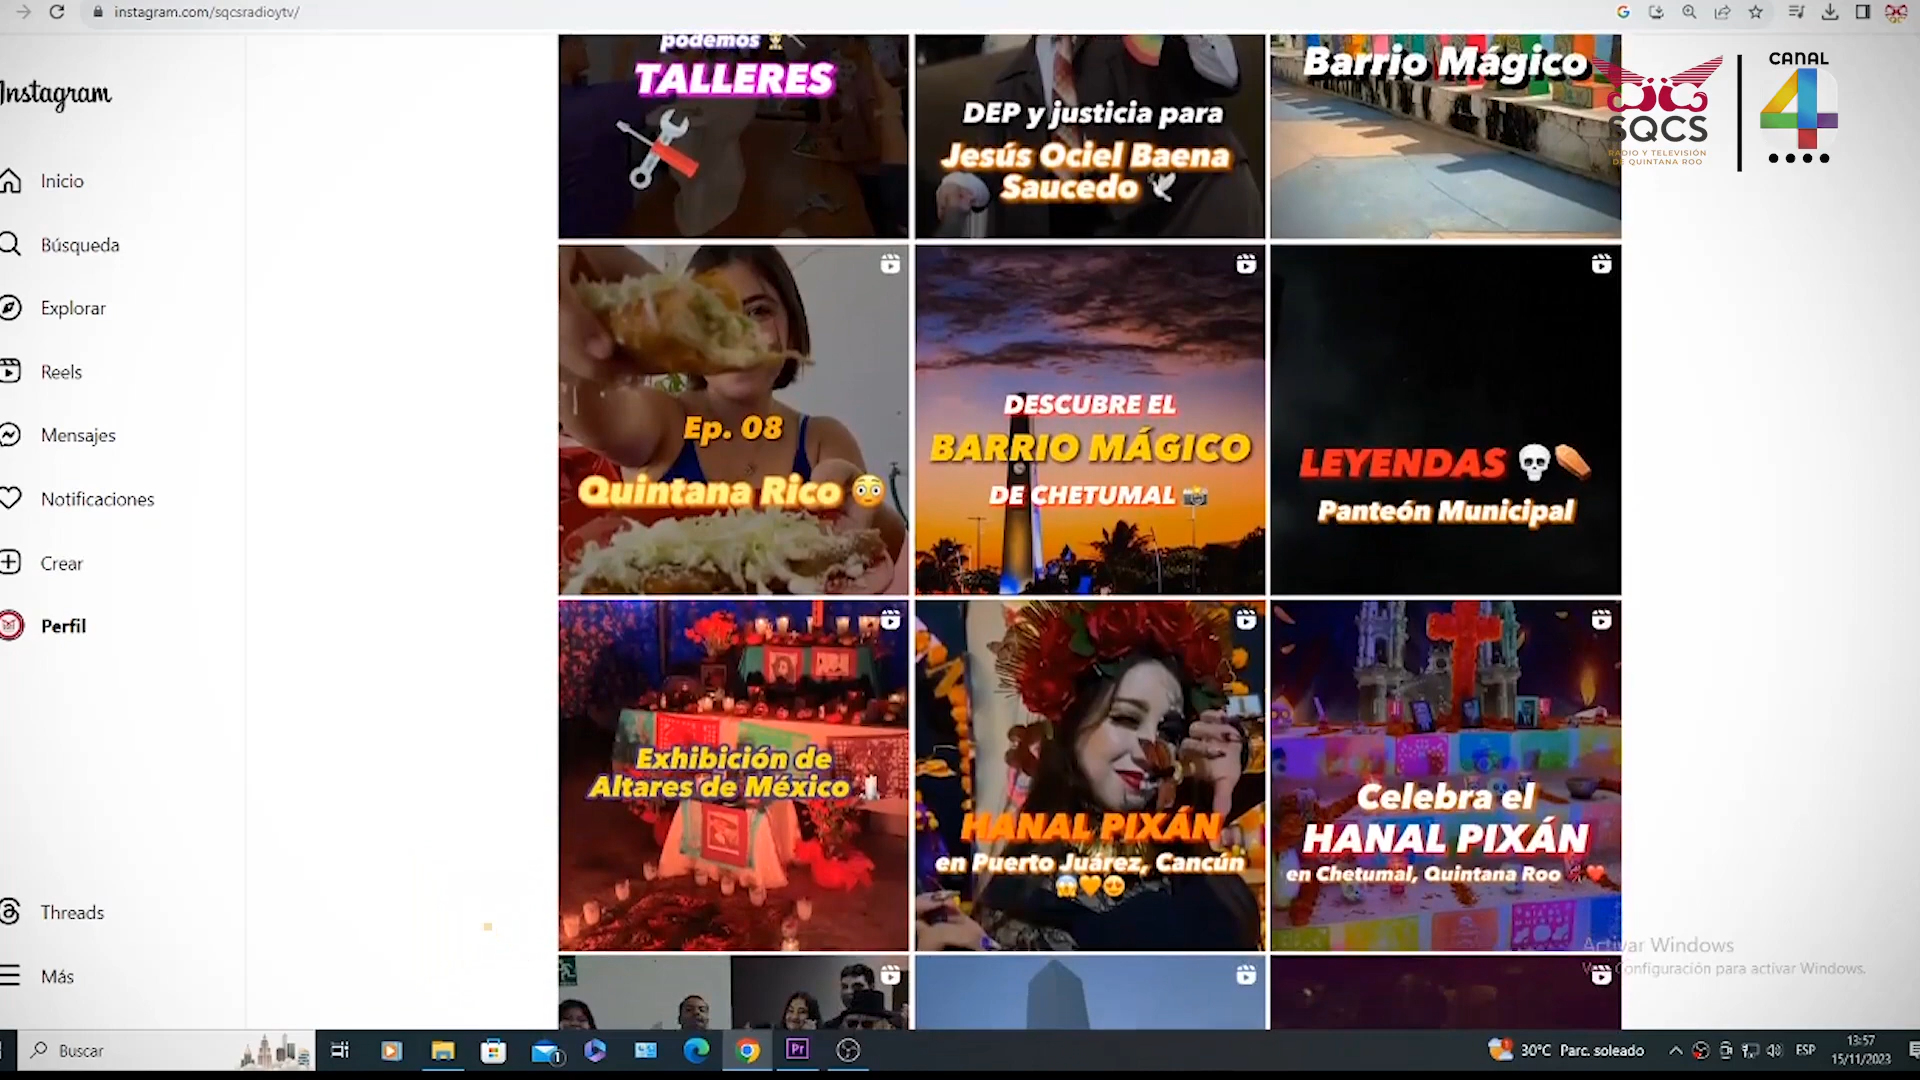 instagram.com/sqcsradioytv/
Instagram
Inicio
Búsqueda
Explorar
Reels
Mensajes
Notificaciones
Crear
Perfil
Threads
Más
podemos
TALLERES
DEP y justicia para
Jesús Ociel Baena
Saucedo
Barrio Mágico
SQCS
RADIO Y TELEVISIÓN
DE QUINTANA ROO
CANAL
4
Ep. 08
Quintana Rico
DESCUBRE EL
BARRIO MÁGICO
DE CHETUMAL
LEYENDAS
Panteón Municipal
Exhibición de
Altares de México
HANAL PIXÁN
en Puerto Juárez, Cancún
Celebra el
HANAL PIXÁN
en Chetumal, Quintana Roo
Activar Windows
Configuración para activar Windows.
Buscar
1
Pr
30°C Parc. soleado
ESP
13:57
15/11/2023